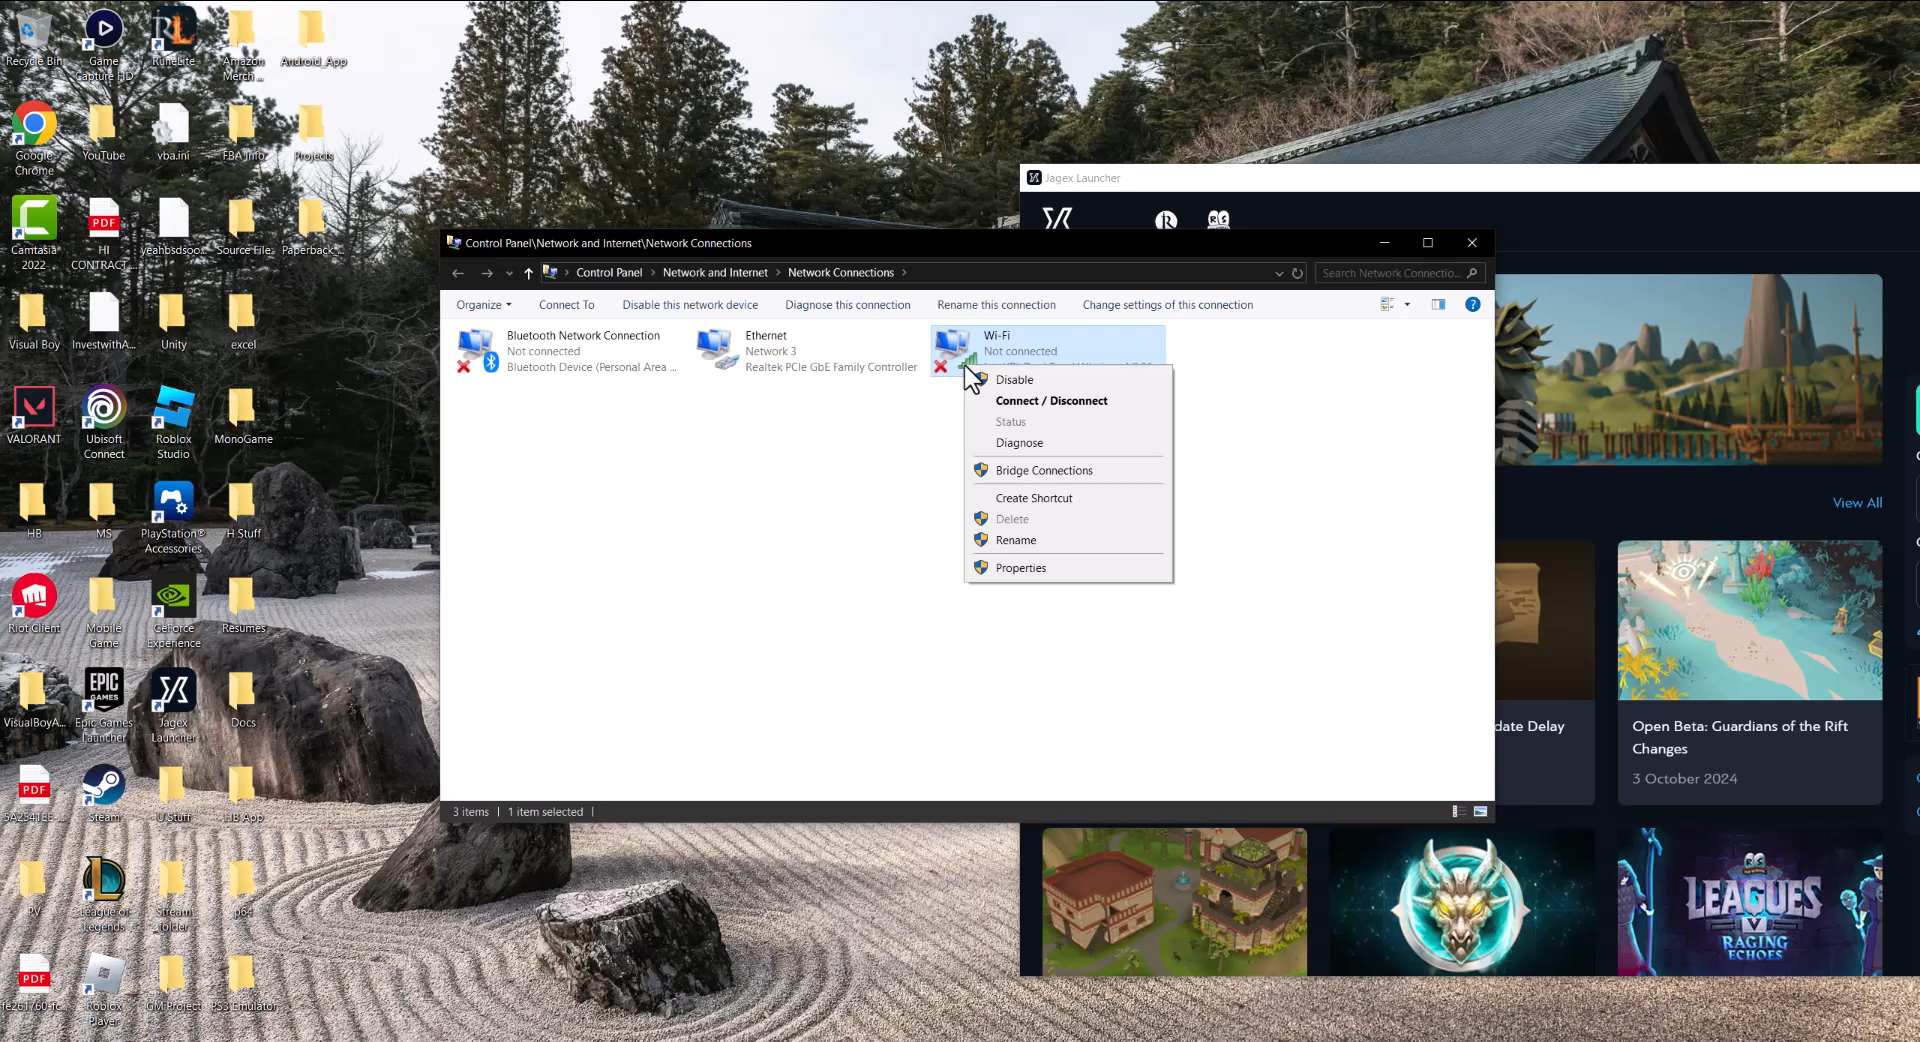 Recycle Bin
Game
Capture HD
RuneLite
Amazon
Merch ...
Android_App
Google
Chrome
YouTube
vba.ini
FBA Info
Projects
Camtasia
2022
HI
CONTRACT...
yeahbsdsoo...
Source File
Paperback...
Visual Boy
InvestwithA...
Unity
excel
VALORANT
Ubisoft
Connect
Roblox
Studio
MonoGame
HB
MS
PlayStation®
Accessories
H Stuff
Riot Client
Mobile
Game
GeForce
Experience
Resumes
VisualBoyA...
Epic Games
Launcher
Jagex
Launcher
Docs
Steam
U Stuff
HB App
PV
League of
Legends
Stream
folder
p64
Roblox
Player
GM Project
PS3 Emulator
PDF
PDF
PDF
EPIC
GAMES
Jagex Launcher
Control Panel\Network and Internet\Network Connections
Control Panel > Network and Internet > Network Connections >
Search Network Connectio...
Organize
Connect To
Disable this network device
Diagnose this connection
Rename this connection
Change settings of this connection
Bluetooth Network Connection
Not connected
Bluetooth Device (Personal Area ...
Ethernet
Network 3
Realtek PCIe GbE Family Controller
Wi-Fi
Not connected
Disable
Connect / Disconnect
Status
Diagnose
Bridge Connections
Create Shortcut
Delete
Rename
Properties
3 items
1 item selected
View All
date Delay
Open Beta: Guardians of the Rift
Changes
3 October 2024
LEAGUES
V
RAGING
ECHOES